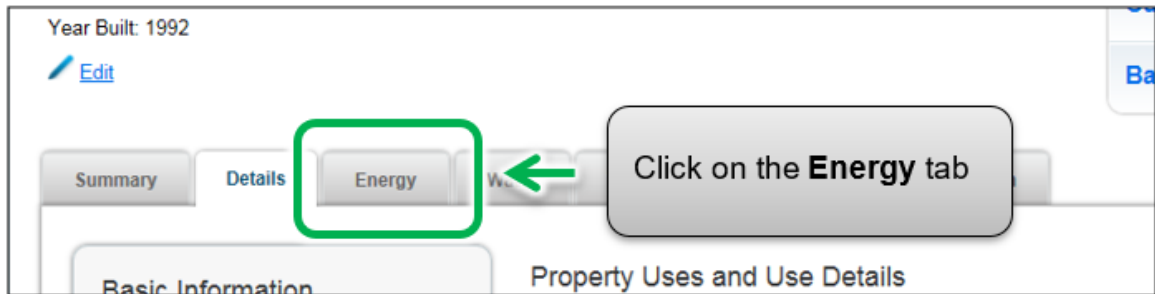 Year Built: 1992
Edit
Ba
Summary Details Energy
Click on the Energy tab
Basic Information
Property Uses and Use Details